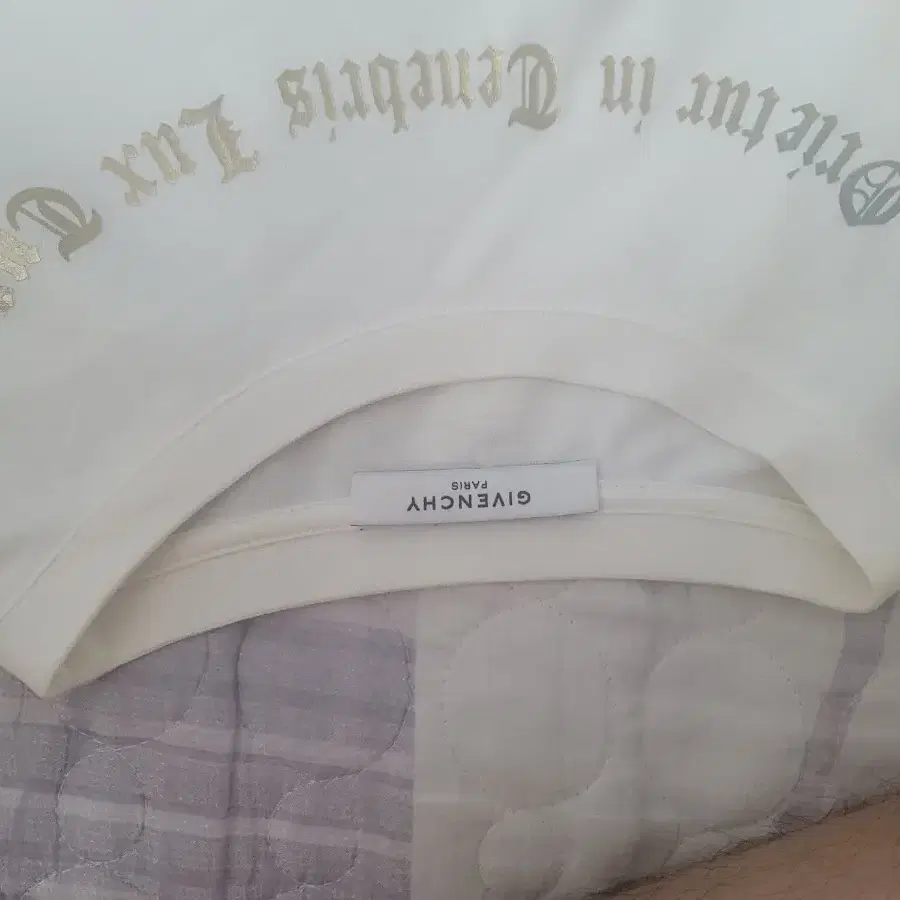 Orietur in Tenebris Lux
GIVENCHY
PARIS